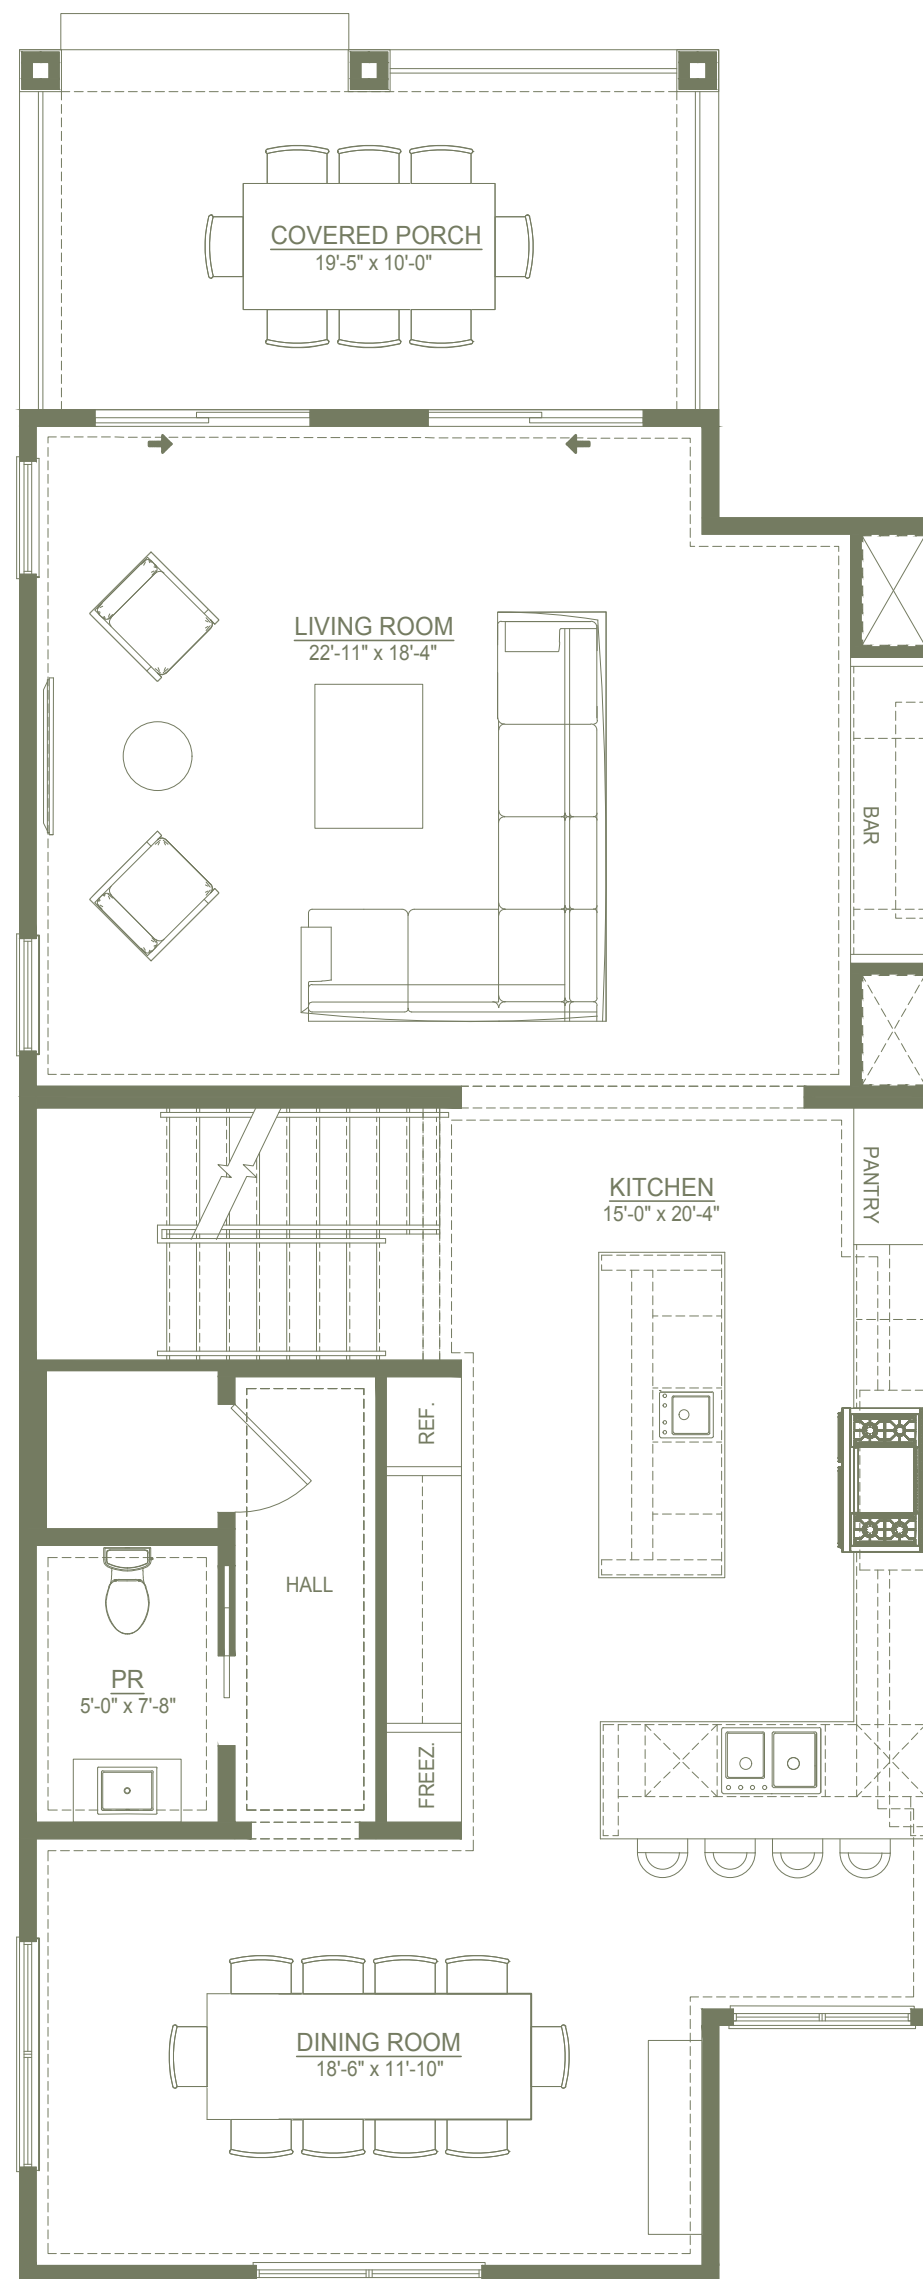 COVERED PORCH
19'-5" x 10'-0"
LIVING ROOM
22'-11" x 18'-4"
BAR
PANTRY
KITCHEN
15'-0" x 20'-4"
REF.
HALL
PR
5'-0" x 7'-8"
FREEZ.
DINING ROOM
18'-6" x 11'-10"